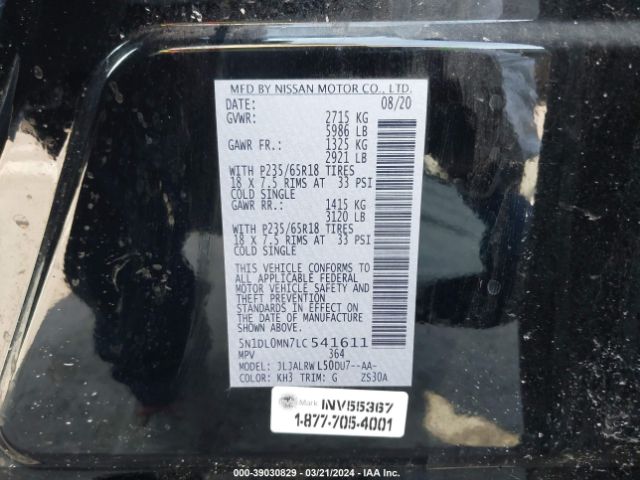 MFD BY NISSAN MOTOR CO., LTD.
DATE: 08/20
GVWR: 2715 KG
5986 LB
GAWR FR.: 1325 KG
2921 LB
WITH P235/65R18 TIRES
18 X 7.5 RIMS AT 33 PSI
COLD SINGLE
GAWR RR.: 1415 KG
3120 LB
WITH P235/65R18 TIRES
18 X 7.5 RIMS AT 33 PSI
COLD SINGLE
THIS VEHICLE CONFORMS TO
ALL APPLICABLE FEDERAL
MOTOR VEHICLE SAFETY AND
THEFT PREVENTION
STANDARDS IN EFFECT ON
THE DATE OF MANUFACTURE
SHOWN ABOVE.
5N1DL0MN7LC541611
MPV 364
MODEL: JLJALRWL50DU7--AA-
COLOR: KH3 TRIM: G ZS30A
Mark INV55367
1-877-705-4001
000-39030829 - 03/21/2024 - IAA Inc.